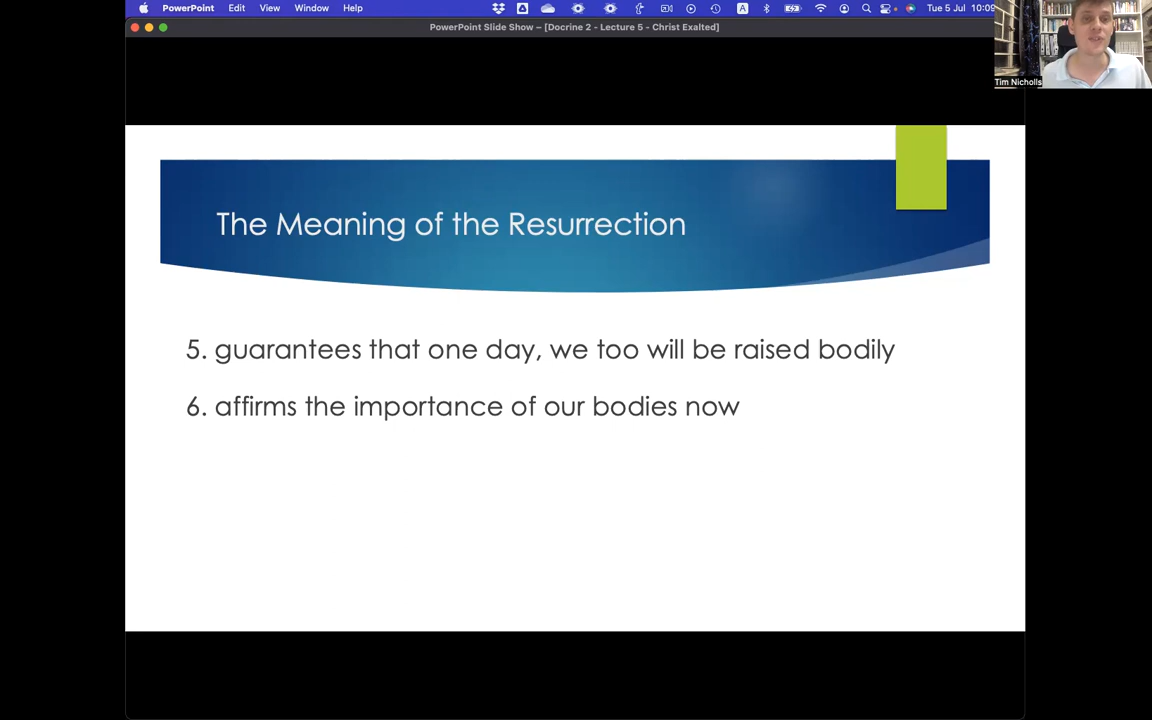 PowerPoint Edit View Window Help Tue 5 Jul 10:09
PowerPoint Slide Show – [Docrine 2 - Lecture 5 - Christ Exalted]
Tim Nicholls
The Meaning of the Resurrection
5. guarantees that one day, we too will be raised bodily
6. affirms the importance of our bodies now